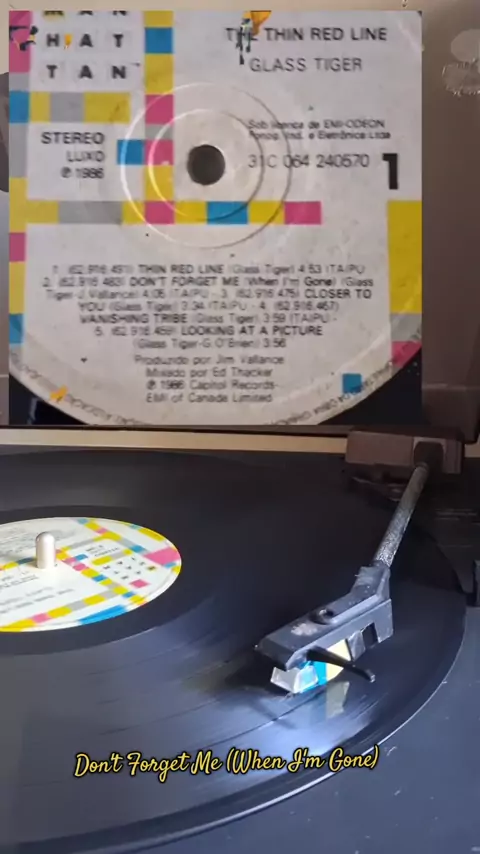 MAN
HAT
TAN™
THE THIN RED LINE
GLASS TIGER
STEREO
LUXO
℗ 1986
Sob licença de EMI-ODEON
Fonog. Ind. e Eletrônica Ltda
31C 064 240570
1
1. (62.916.491) THIN RED LINE (Glass Tiger) 4:53 ITAIPU -
2. (62.916.483) DON'T FORGET ME (When I'm Gone) (Glass
Tiger-J. Vallance) 4:05 ITAIPU - 3. (62.916.475) CLOSER TO
YOU (Glass Tiger) 3:34 ITAIPU - 4. (62.916.467)
VANISHING TRIBE (Glass Tiger) 3:59 ITAIPU -
5. (62.916.459) LOOKING AT A PICTURE
(Glass Tiger-G. O'Brien) 3:56
Produzido por Jim Vallance
Mixado por Ed Thacker
℗ 1986 Capitol Records-
EMI of Canada Limited
Don't Forget Me (When I'm Gone)